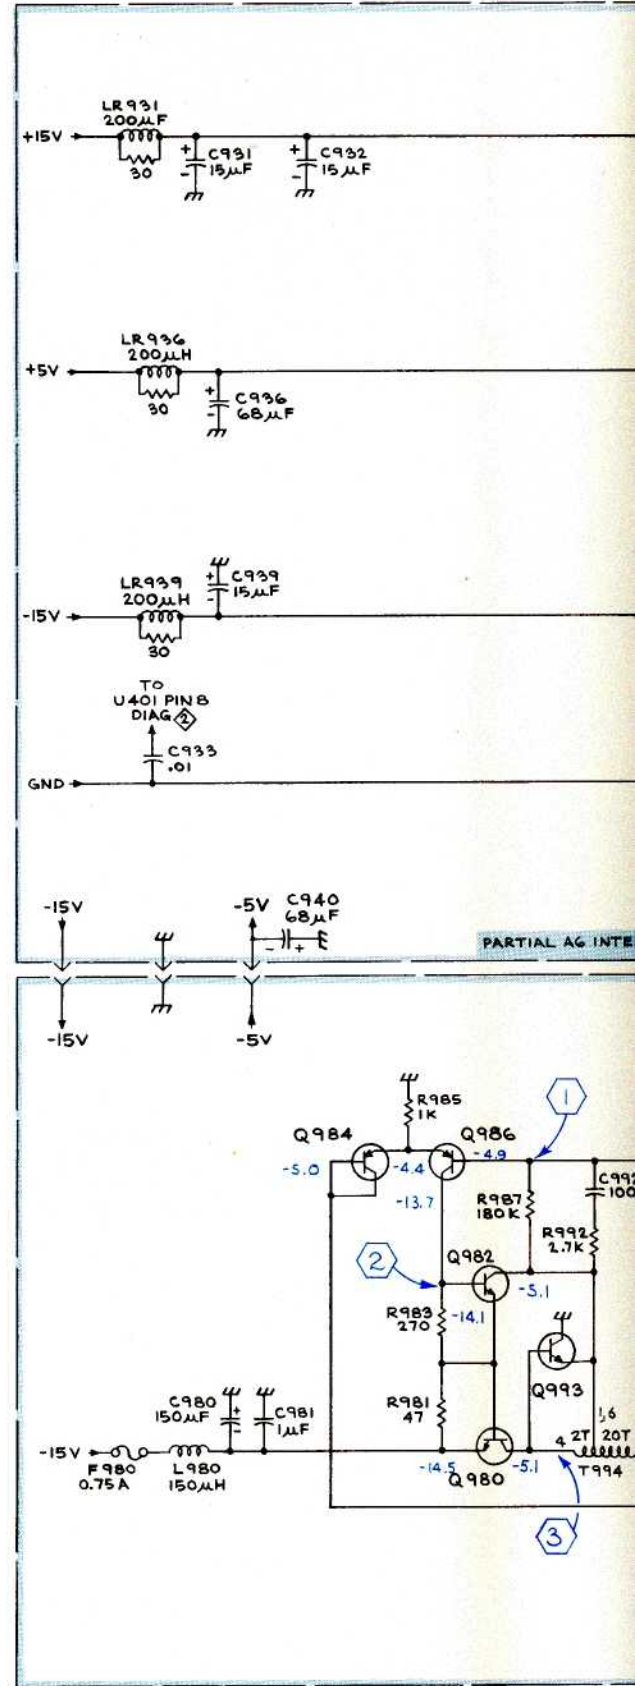 LR931
200µF
+15V
30
+
-
C931
15µF
+
-
C932
15µF
LR936
200µH
+5V
30
+
-
C936
68µF
LR939
200µH
-15V
30
+
-
C939
15µF
TO
U401 PIN 8
DIAG 2
C933
.01
GND
-15V
-5V
C940
68µF
- +
PARTIAL A6 INTE
-15V
-5V
R985
1K
1
Q984
Q986
-5.0
-4.4
-4.9
-13.7
R987
180K
C992
100
R992
2.7K
2
Q982
-5.1
R983
270
-14.1
Q993
C980
150µF
+
-
C981
1µF
R981
47
1,6
2T 20T
-15V
F980
0.75A
L980
150µH
-14.5
Q980
-5.1
4
T994
3